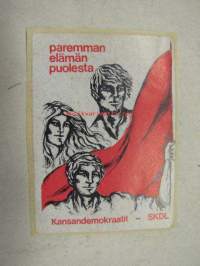 paremman
elämän
puolesta
Kansandemokraatit – SKDL